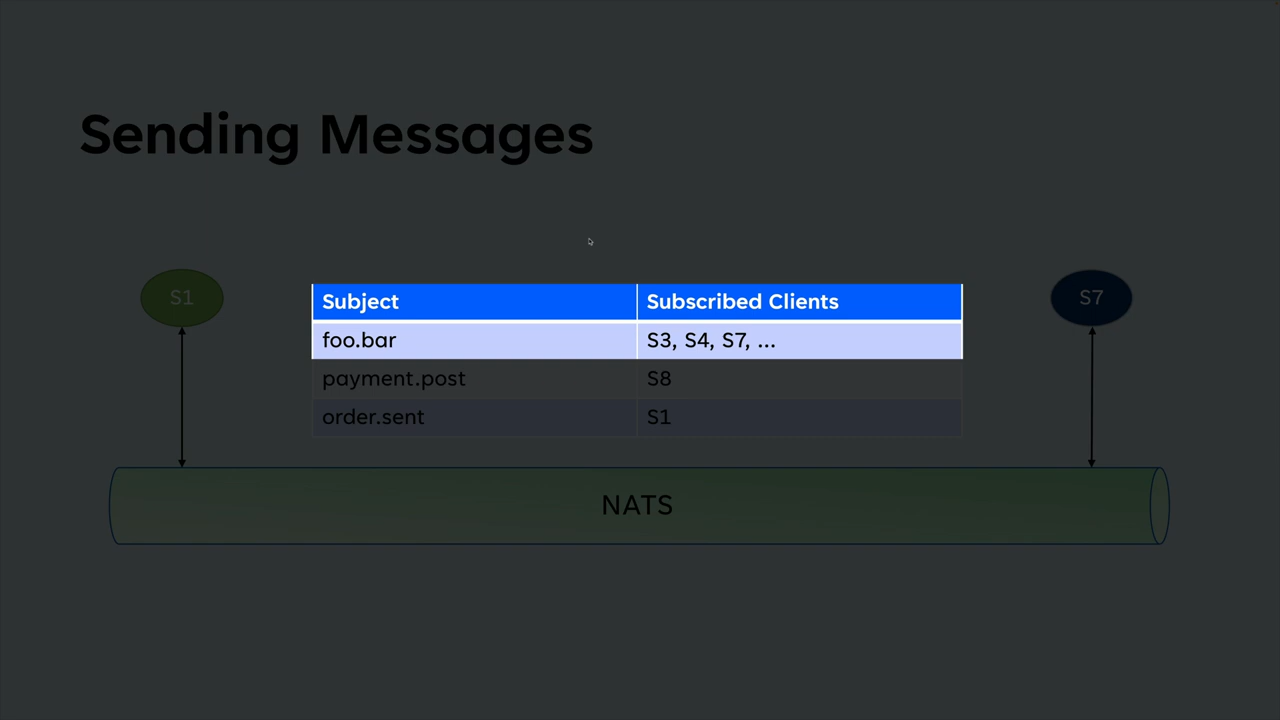 Sending Messages
S1
S7
Subject Subscribed Clients
foo.bar S3, S4, S7, ...
payment.post S8
order.sent S1
NATS